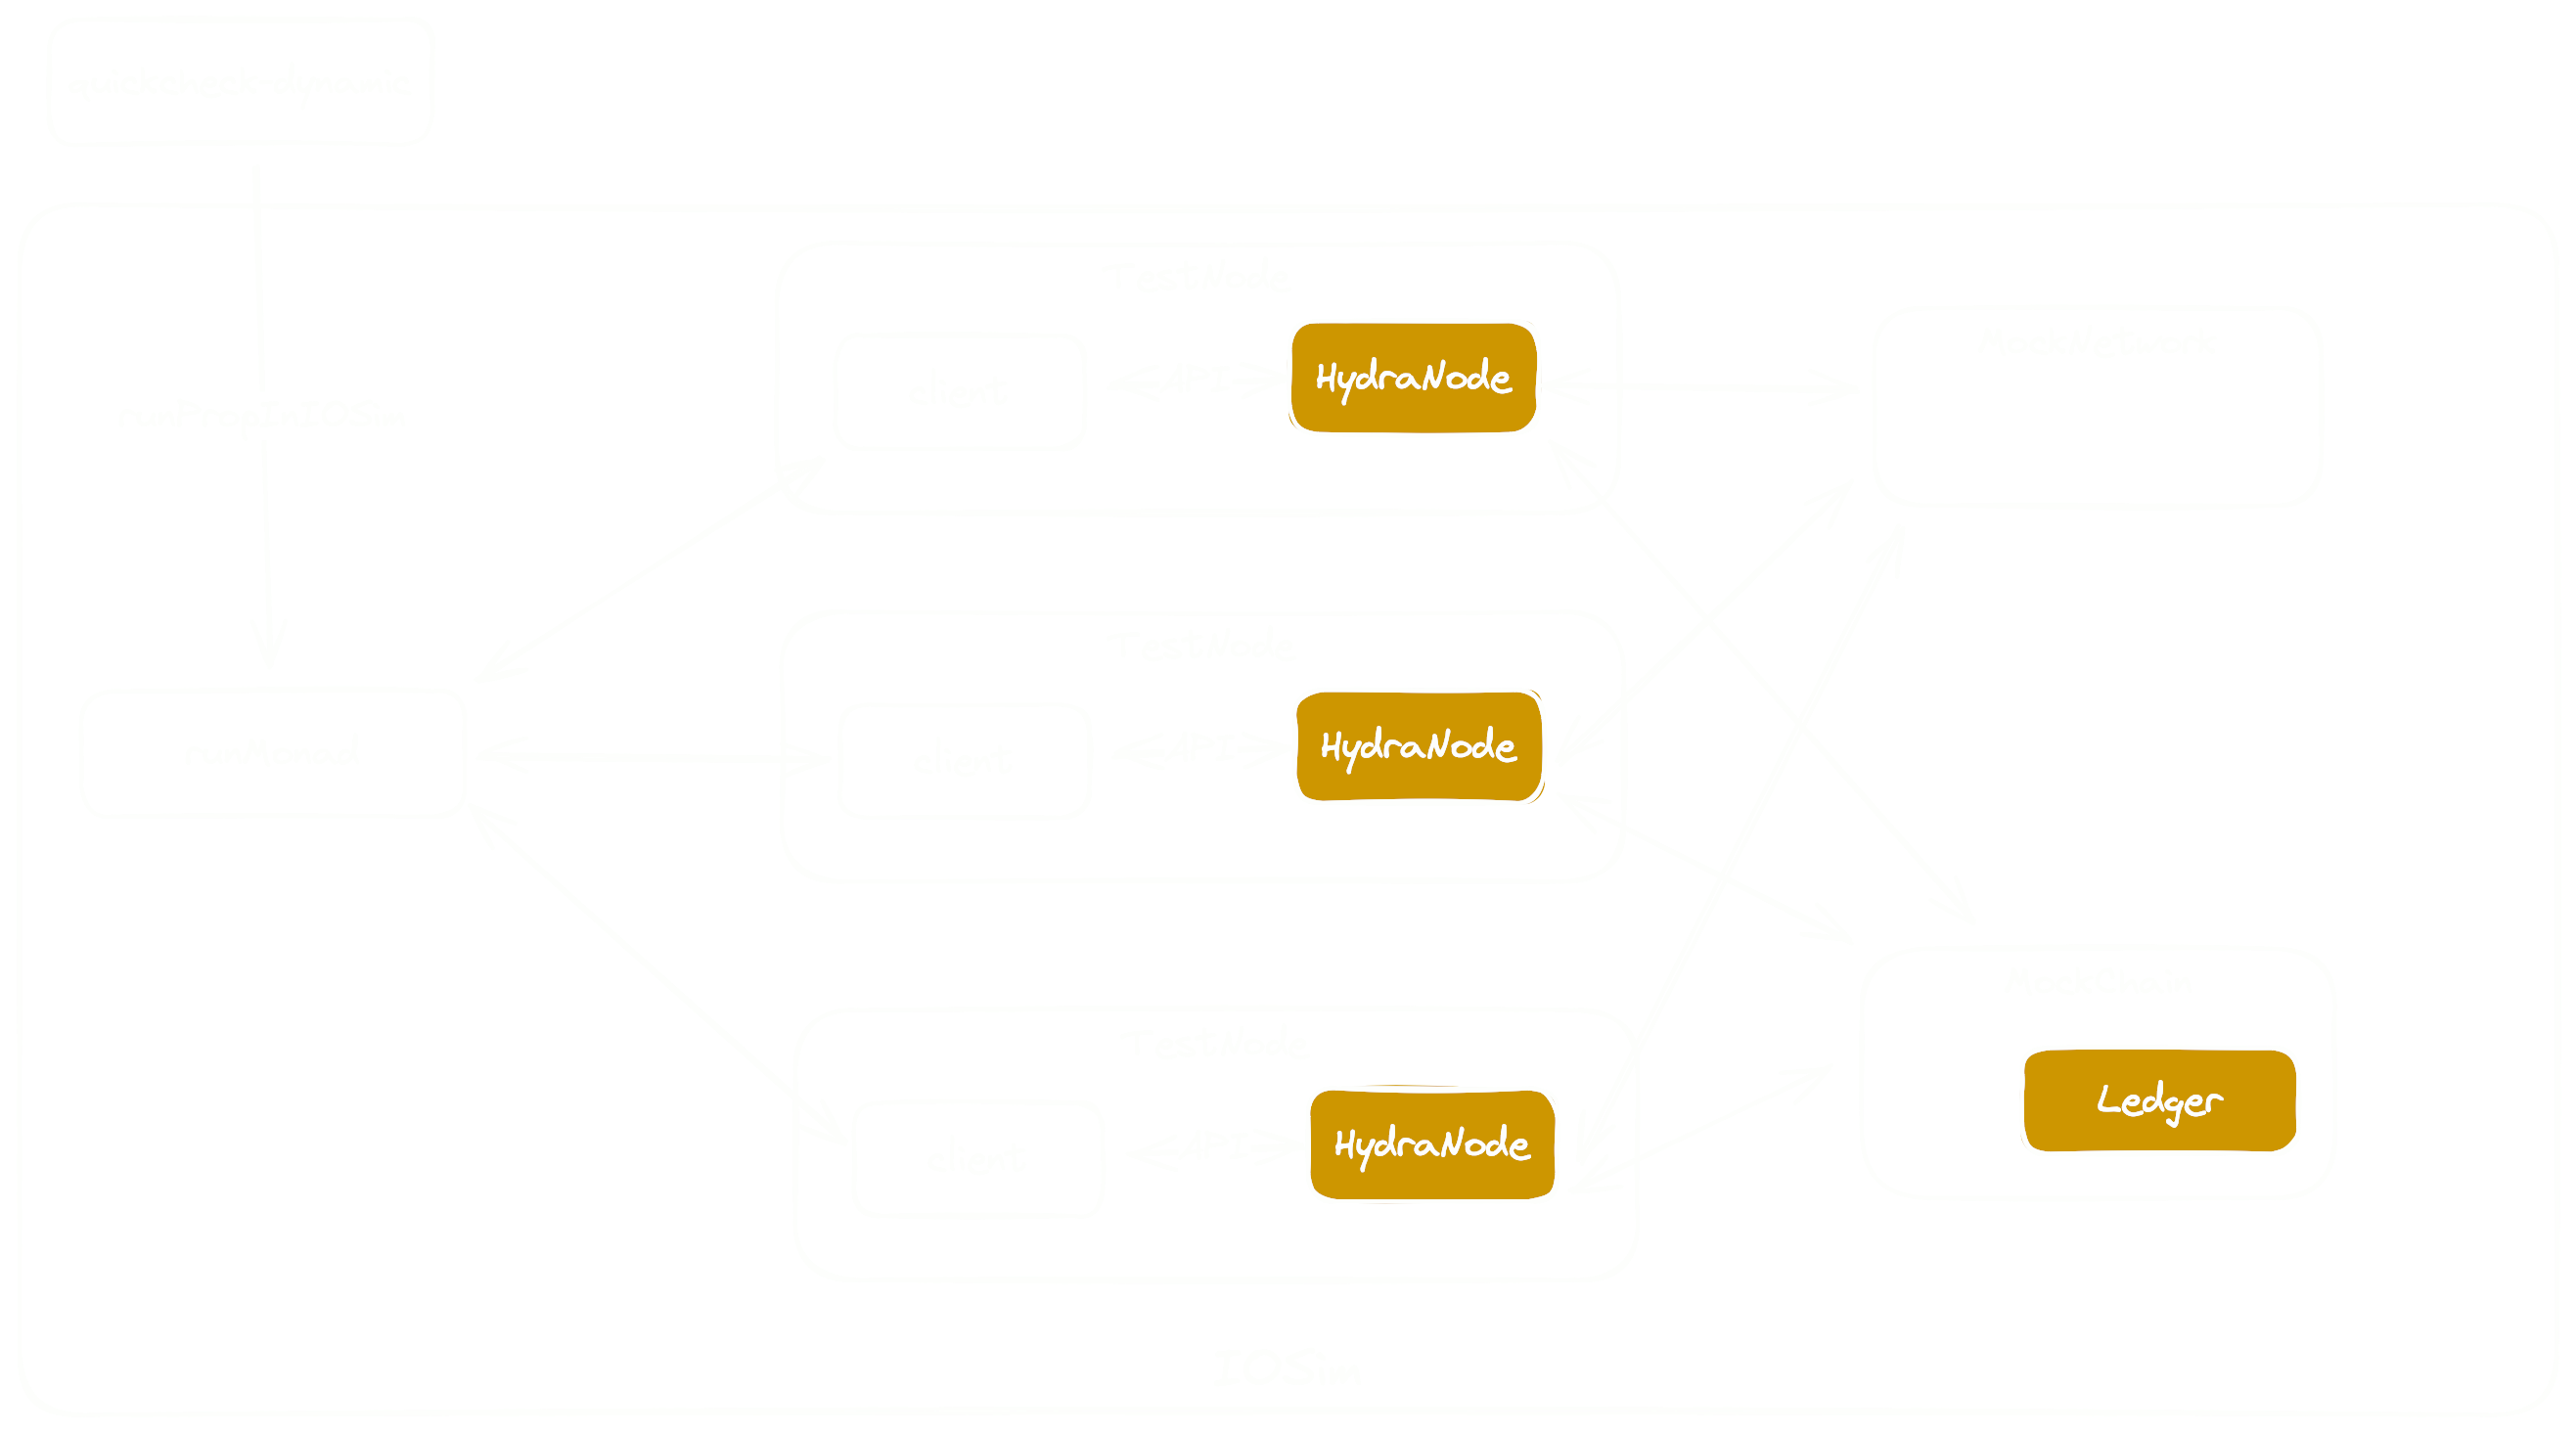 quickcheck-dynamic
runPropInIOSim
runMonad
TestNode
client
API
HydraNode
TestNode
client
API
HydraNode
TestNode
client
API
HydraNode
MockNetwork
MockChain
Ledger
IOSim